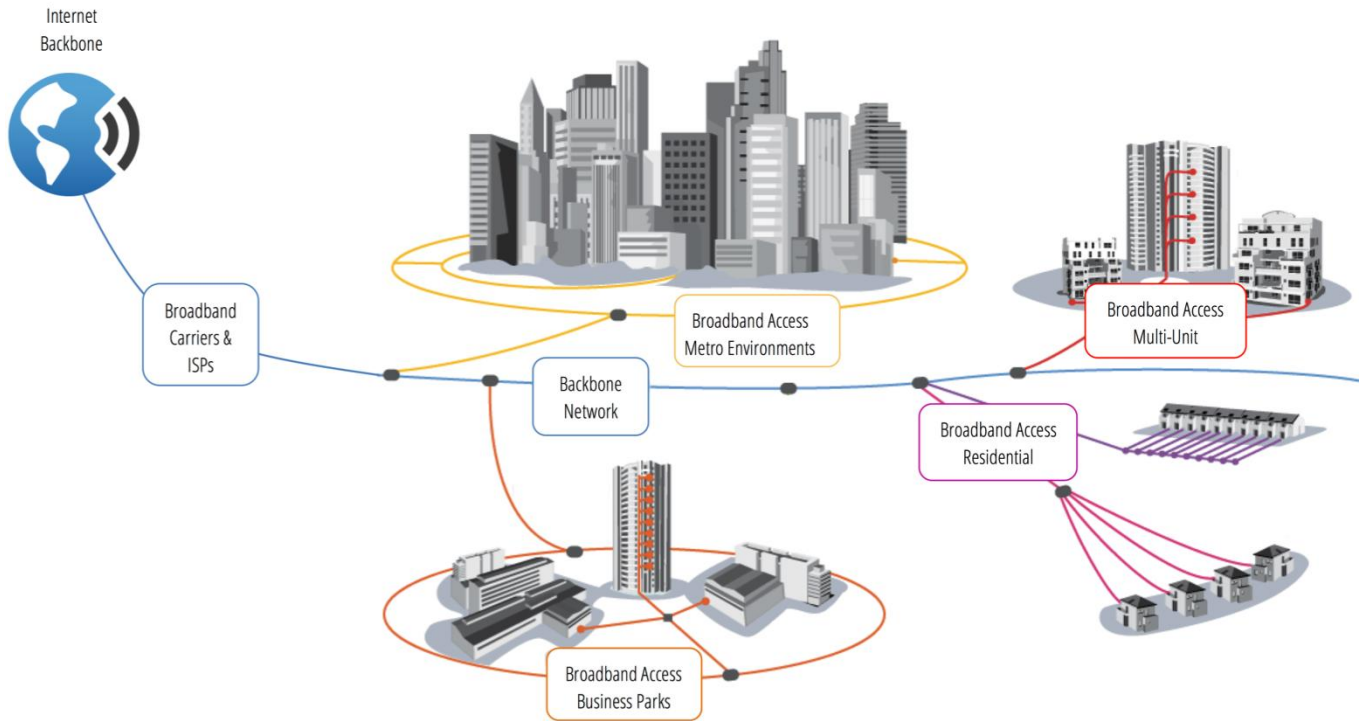 Internet
Backbone
Broadband
Carriers &
ISPs
Broadband Access
Metro Environments
Broadband Access
Multi-Unit
Backbone
Network
Broadband Access
Residential
Broadband Access
Business Parks